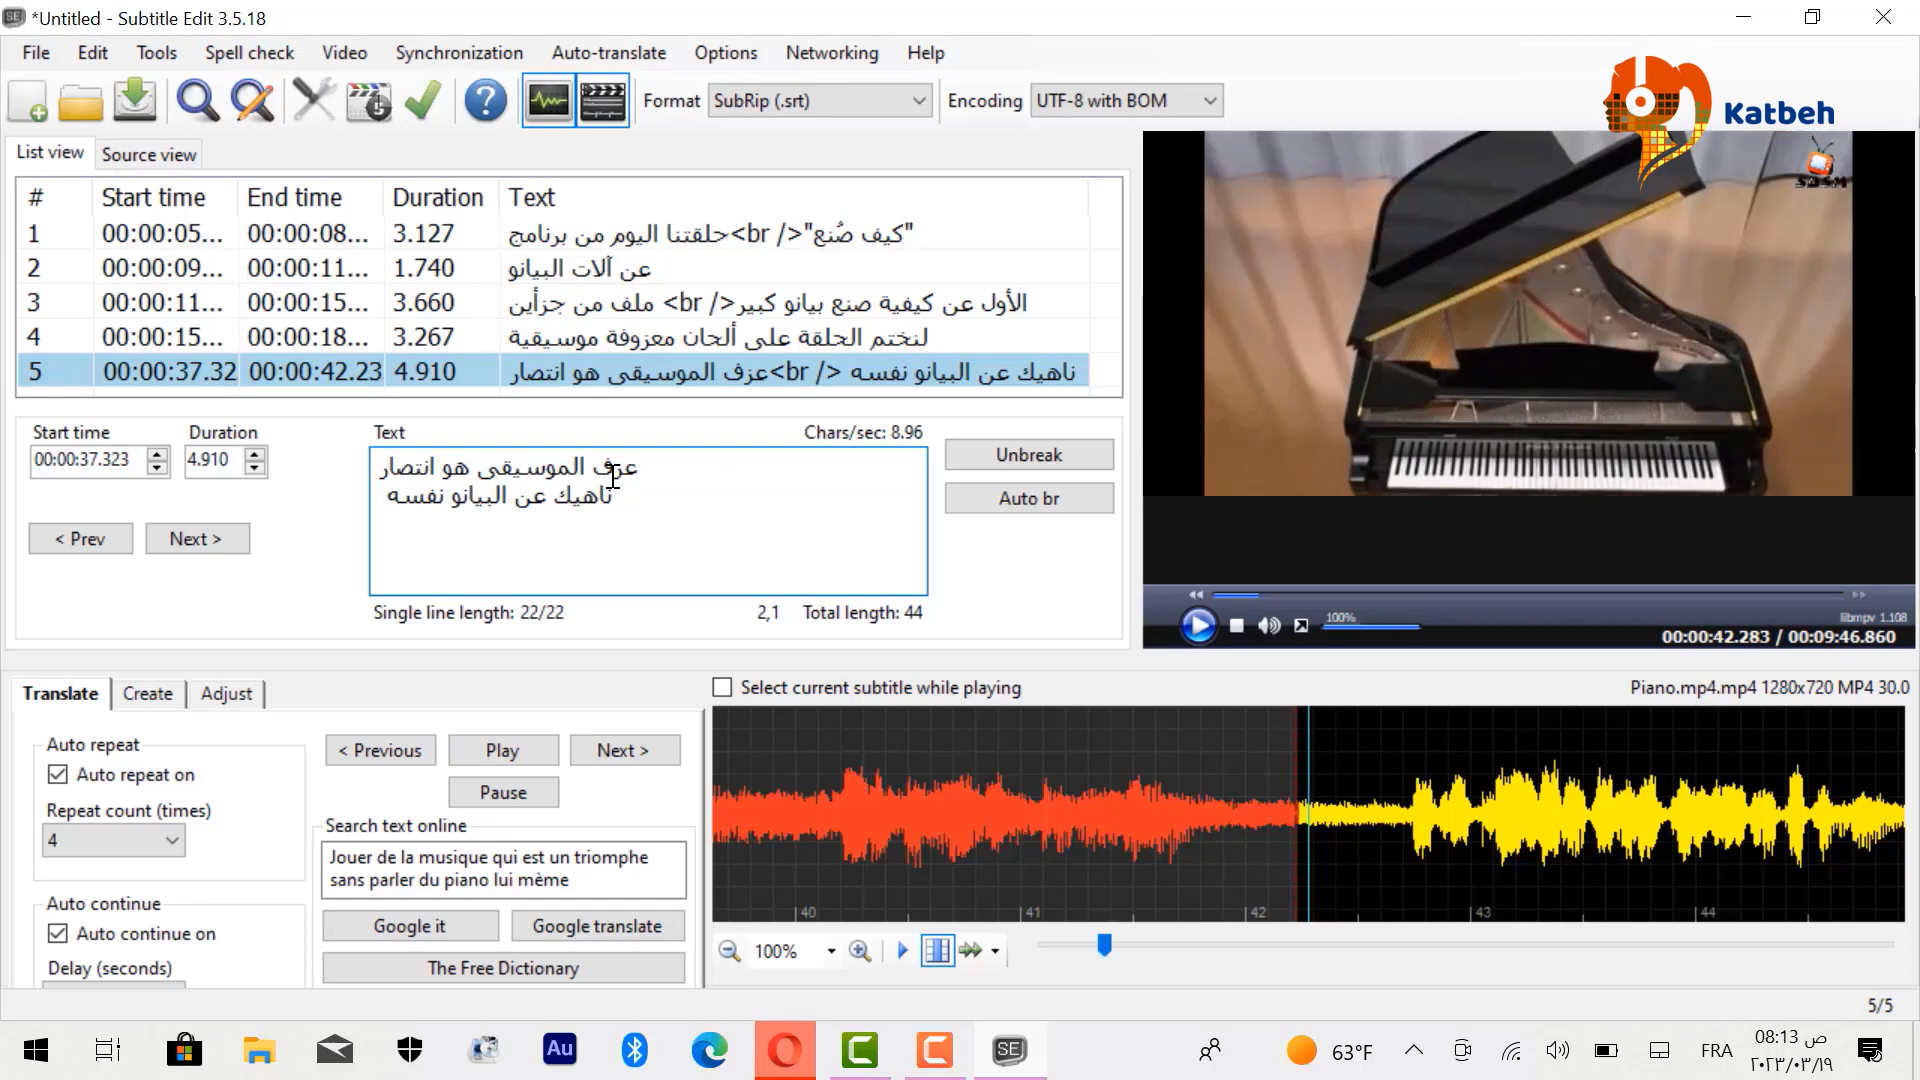 *Untitled - Subtitle Edit 3.5.18
File Edit Tools Spell check Video Synchronization Auto-translate Options Networking Help
Format SubRip (.srt) Encoding UTF-8 with BOM
Katbeh
List view Source view
# Start time End time Duration Text
1 00:00:05... 00:00:08... 3.127 حلقتنا اليوم من برنامج<br />"كيف صُنع"
2 00:00:09... 00:00:11... 1.740 عن آلات البيانو
3 00:00:11... 00:00:15... 3.660 ملف من جزأين <br />الأول عن كيفية صنع بيانو كبير
4 00:00:15... 00:00:18... 3.267 لنختم الحلقة على ألحان معزوفة موسيقية
5 00:00:37.32 00:00:42.23 4.910 عزف الموسيقى هو انتصار<br /> ناهيك عن البيانو نفسه
Start time Duration Text Chars/sec: 8.96
00:00:37.323 4.910
عزف الموسيقى هو انتصار
ناهيك عن البيانو نفسه
Unbreak
Auto br
< Prev Next >
Single line length: 22/22 2,1 Total length: 44
100% libmpv 1.108
00:00:42.283 / 00:09:46.860
Translate Create Adjust
Select current subtitle while playing Piano.mp4.mp4 1280x720 MP4 30.0
Auto repeat
Auto repeat on
Repeat count (times)
4
Auto continue
Auto continue on
Delay (seconds)
< Previous Play Next >
Pause
Search text online
Jouer de la musique qui est un triomphe
sans parler du piano lui mème
Google it Google translate
The Free Dictionary
40 41 42 43 44
100%
5/5
Au SE 63°F FRA
08:13 ص
٢٠٢٣/٠٣/١٩